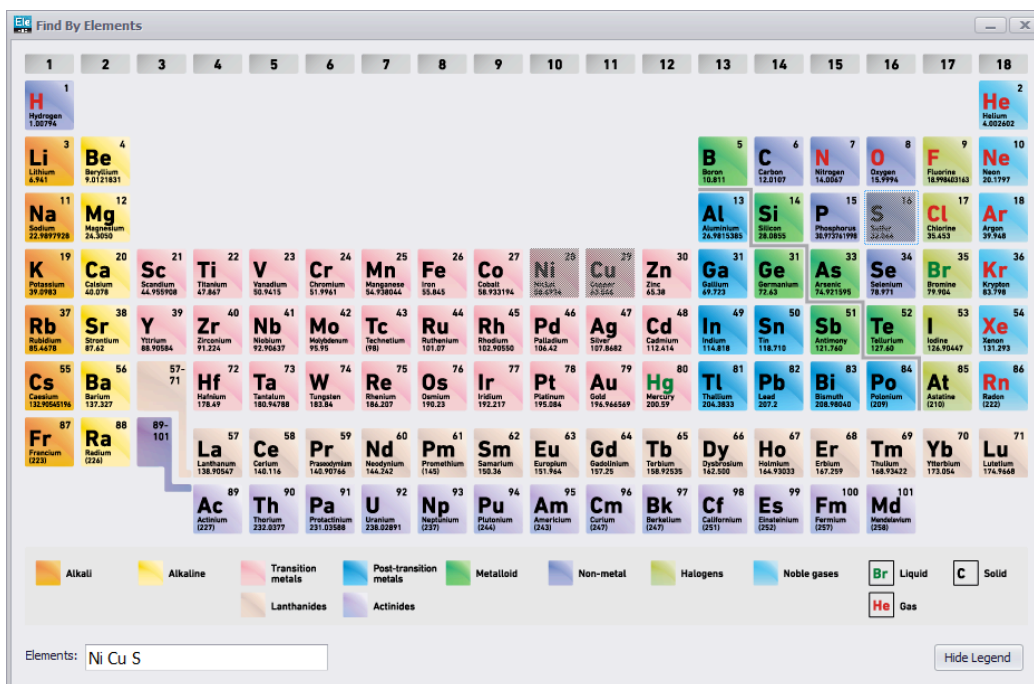 Ele
Find By Elements
1 2 3 4 5 6 7 8 9 10 11 12 13 14 15 16 17 18
1 2
H He
Hydrogen Helium
1.00794 4.002602
3 4 5 6 7 8 9 10
Li Be B C N O F Ne
Lithium Beryllium Boron Carbon Nitrogen Oxygen Fluorine Neon
6.941 9.0121831 10.811 12.0107 14.0067 15.9994 18.998403163 20.1797
11 12 13 14 15 16 17 18
Na Mg Al Si P S Cl Ar
Sodium Magnesium Aluminium Silicon Phosphorus Sulfur Chlorine Argon
22.9897928 24.3050 26.9815385 28.0855 30.973761998 35.453 39.948
19 20 21 22 23 24 25 26 27 28 29 30 31 32 33 34 35 36
K Ca Sc Ti V Cr Mn Fe Co Ni Cu Zn Ga Ge As Se Br Kr
Potassium Calcium Scandium Titanium Vanadium Chromium Manganese Iron Cobalt Nickel Copper Zinc Gallium Germanium Arsenic Selenium Bromine Krypton
39.0983 40.078 44.955908 47.867 50.9415 51.9961 54.938044 55.845 58.933194 65.38 69.723 72.63 74.921595 78.971 79.904 83.798
37 38 39 40 41 42 43 44 45 46 47 48 49 50 51 52 53 54
Rb Sr Y Zr Nb Mo Tc Ru Rh Pd Ag Cd In Sn Sb Te I Xe
Rubidium Strontium Yttrium Zirconium Niobium Molybdenum Technetium Ruthenium Rhodium Palladium Silver Cadmium Indium Tin Antimony Tellurium Iodine Xenon
85.4678 87.62 88.90584 91.224 92.90637 95.95 (98) 101.07 102.90550 106.42 107.8682 112.414 114.818 118.710 121.760 127.60 126.90447 131.293
55 56 57- 72 73 74 75 76 77 78 79 80 81 82 83 84 85 86
71
Cs Ba Hf Ta W Re Os Ir Pt Au Hg Tl Pb Bi Po At Rn
Caesium Barium Hafnium Tantalum Tungsten Rhenium Osmium Iridium Platinum Gold Mercury Thallium Lead Bismuth Polonium Astatine Radon
132.90545196 137.327 178.49 180.94788 183.84 186.207 190.23 192.217 195.084 196.966569 200.59 204.3833 207.2 208.98040 (209) (210) (222)
87 88 89-
101
Fr Ra
Francium Radium
(223) (226)
57 58 59 60 61 62 63 64 65 66 67 68 69 70 71
La Ce Pr Nd Pm Sm Eu Gd Tb Dy Ho Er Tm Yb Lu
Lanthanum Cerium Praseodymium Neodymium Promethium Samarium Europium Gadolinium Terbium Dysprosium Holmium Erbium Thulium Ytterbium Lutetium
138.90547 140.116 140.90766 144.242 (145) 150.36 151.964 157.25 158.92535 162.500 164.93033 167.259 168.93422 173.054 174.9668
89 90 91 92 93 94 95 96 97 98 99 100 101
Ac Th Pa U Np Pu Am Cm Bk Cf Es Fm Md
Actinium Thorium Protactinium Uranium Neptunium Plutonium Americium Curium Berkelium Californium Einsteinium Fermium Mendelevium
(227) 232.0377 231.03588 238.02891 (237) (244) (243) (247) (247) (251) (252) (257) (258)
Alkali Alkaline Transition metals Post-transition metals Metalloid Non-metal Halogens Noble gases Br Liquid C Solid
Lanthanides Actinides He Gas
Elements: Ni Cu S Hide Legend